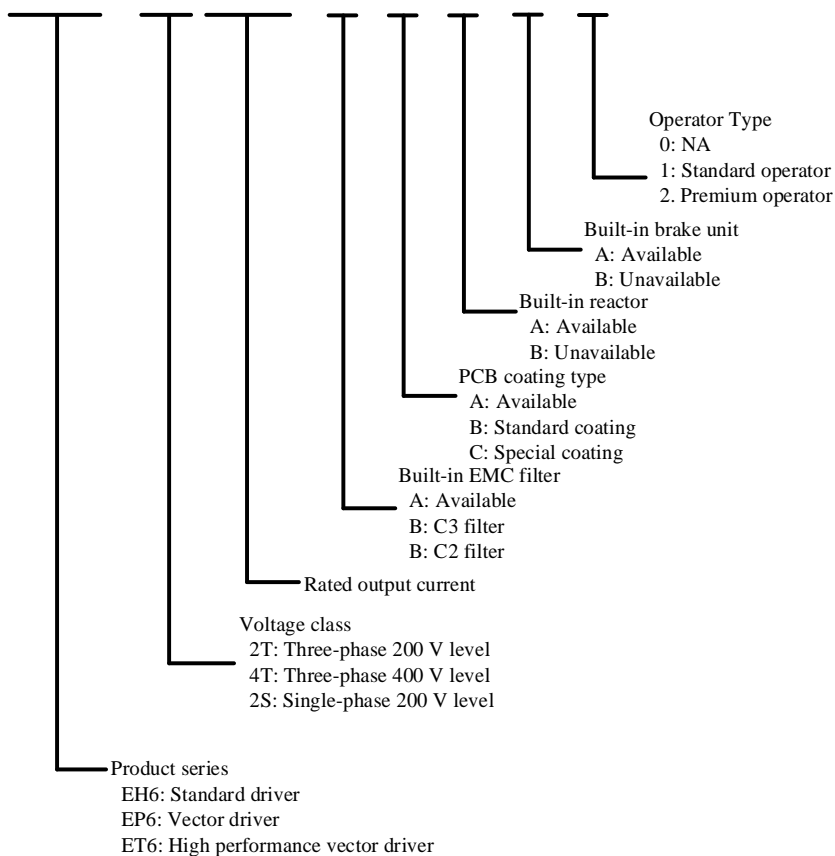 Operator Type
0: NA
1: Standard operator
2. Premium operator
Built-in brake unit
A: Available
B: Unavailable
Built-in reactor
A: Available
B: Unavailable
PCB coating type
A: Available
B: Standard coating
C: Special coating
Built-in EMC filter
A: Available
B: C3 filter
B: C2 filter
Rated output current
Voltage class
2T: Three-phase 200 V level
4T: Three-phase 400 V level
2S: Single-phase 200 V level
Product series
EH6: Standard driver
EP6: Vector driver
ET6: High performance vector driver